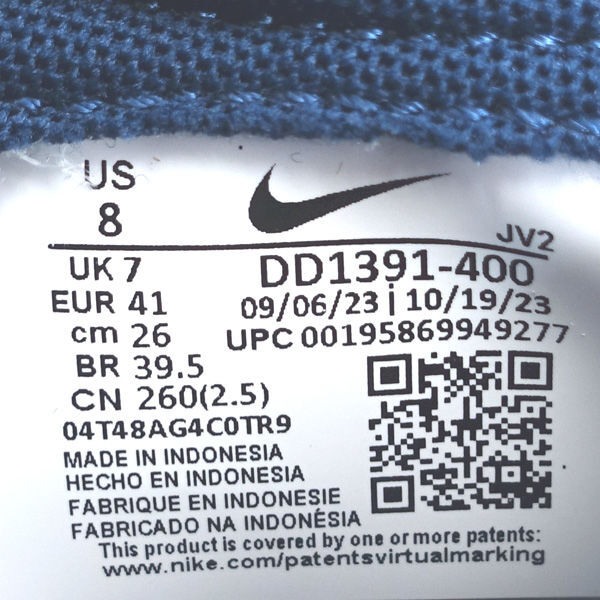 US
8
JV2
UK 7
DD1391-400
EUR 41
09/06/23 | 10/19/23
cm 26
UPC 00195869949277
BR 39.5
CN 260(2.5)
04T48AG4C0TR9
MADE IN INDONESIA
HECHO EN INDONESIA
FABRIQUE EN INDONESIE
FABRICADO NA INDONÉSIA
This product is covered by one or more patents:
www.nike.com/patentsvirtualmarking